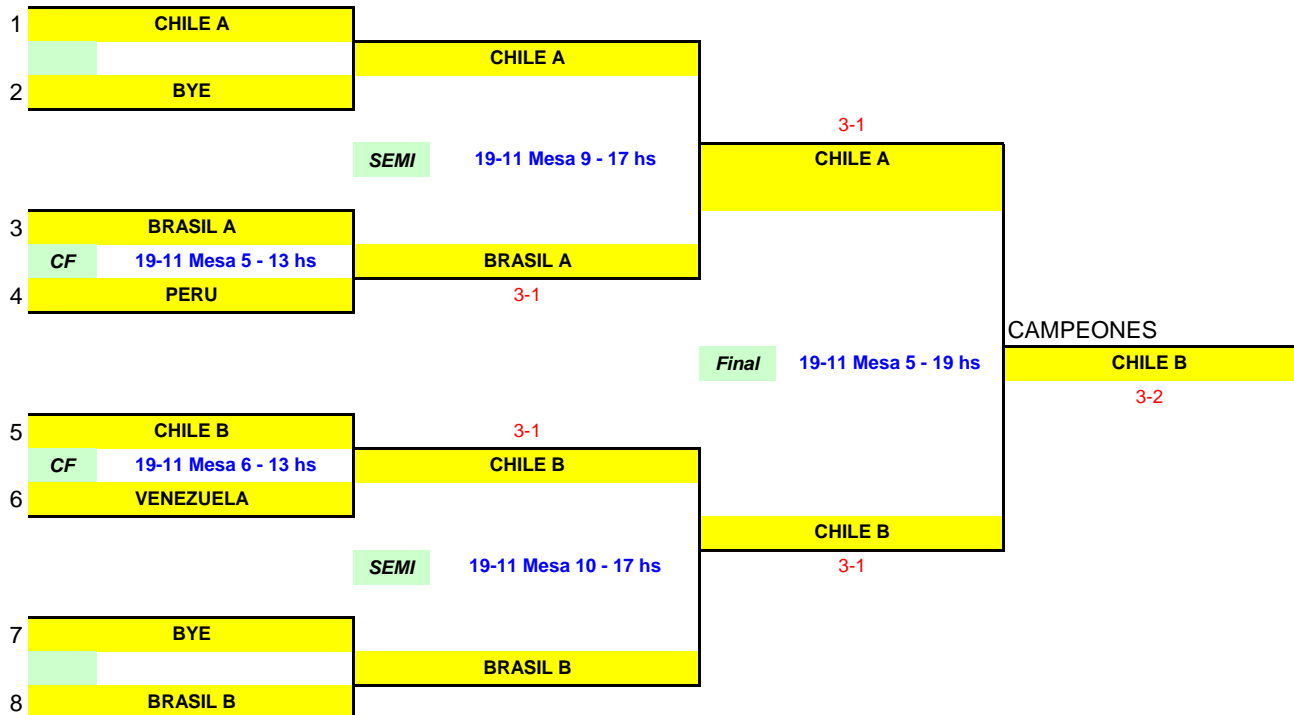 1 CHILE A
CHILE A
2 BYE
3-1
SEMI 19-11 Mesa 9 - 17 hs CHILE A
3 BRASIL A
CF 19-11 Mesa 5 - 13 hs BRASIL A
4 PERU 3-1
CAMPEONES
Final 19-11 Mesa 5 - 19 hs CHILE B
3-2
5 CHILE B 3-1
CF 19-11 Mesa 6 - 13 hs CHILE B
6 VENEZUELA
CHILE B
SEMI 19-11 Mesa 10 - 17 hs 3-1
7 BYE
BRASIL B
8 BRASIL B